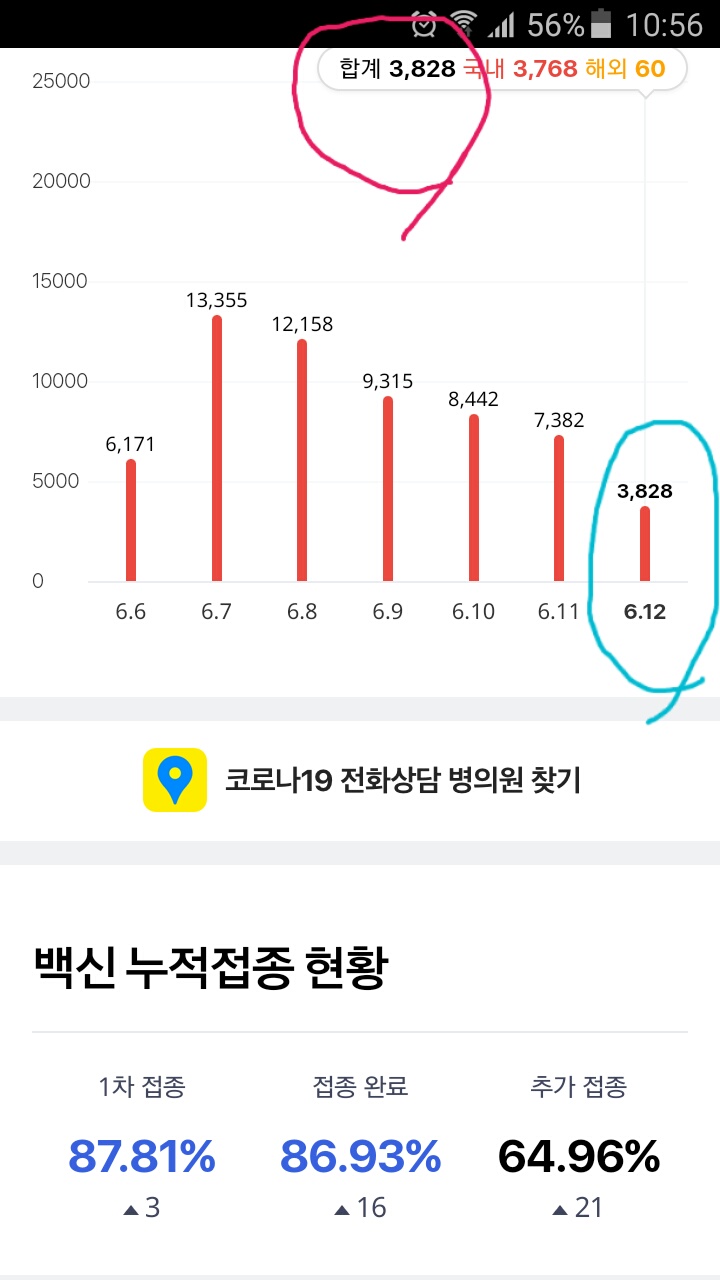 56% 10:56
합계 3,828 국내 3,768 해외 60
25000
20000
15000
10000
5000
0
6,171
13,355
12,158
9,315
8,442
7,382
3,828
6.6 6.7 6.8 6.9 6.10 6.11 6.12
코로나19 전화상담 병의원 찾기
백신 누적접종 현황
1차 접종 접종 완료 추가 접종
87.81% 86.93% 64.96%
▲3 ▲16 ▲21